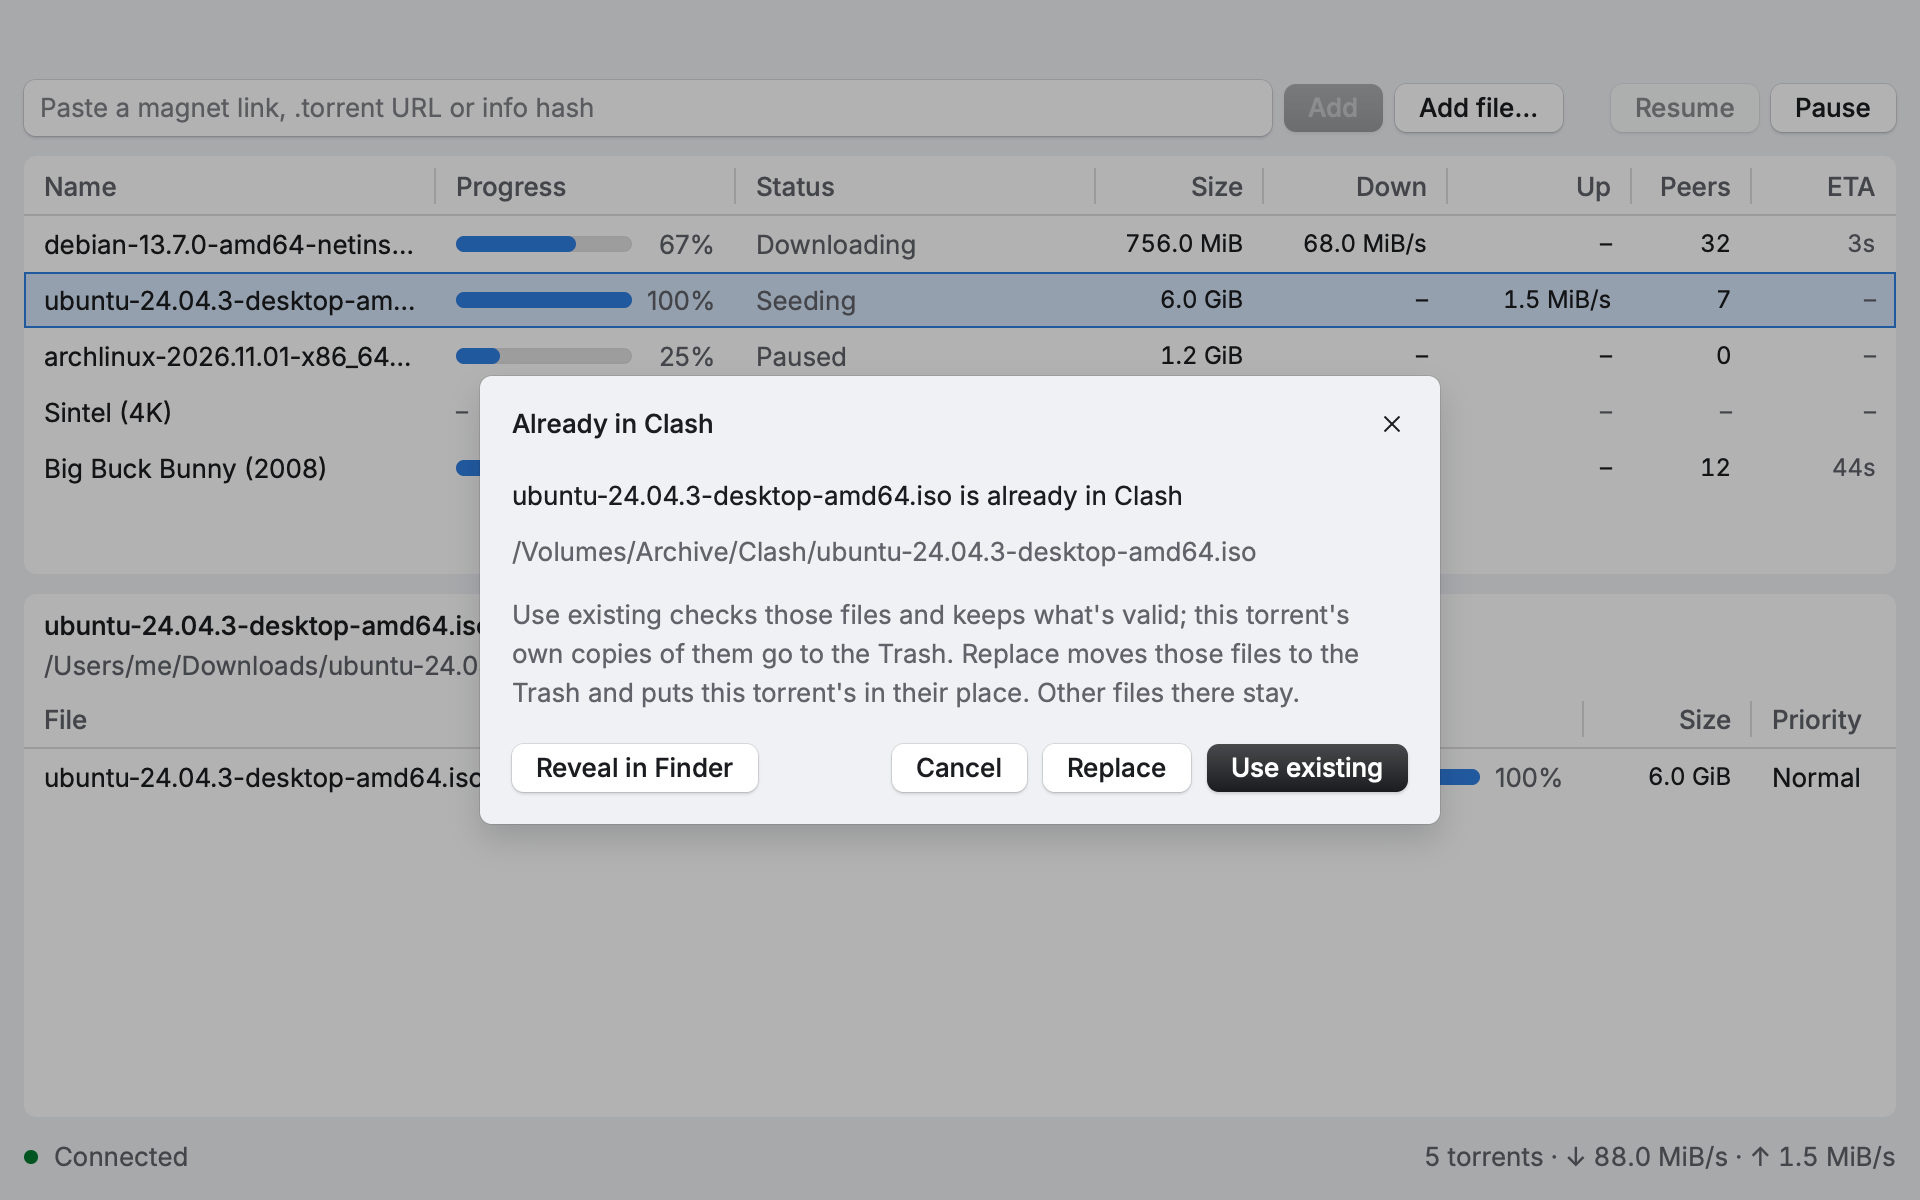 Paste a magnet link, .torrent URL or info hash
Add
Add file...
Resume
Pause
Name
Progress
Status
Size
Down
Up
Peers
ETA
debian-13.7.0-amd64-netins... 67% Downloading 756.0 MiB 68.0 MiB/s – 32 3s
ubuntu-24.04.3-desktop-am... 100% Seeding 6.0 GiB – 1.5 MiB/s 7 –
archlinux-2026.11.01-x86_64... 25% Paused 1.2 GiB – – 0 –
Sintel (4K) – – – –
Big Buck Bunny (2008) – 12 44s
Already in Clash
ubuntu-24.04.3-desktop-amd64.iso is already in Clash
/Volumes/Archive/Clash/ubuntu-24.04.3-desktop-amd64.iso
Use existing checks those files and keeps what's valid; this torrent's
own copies of them go to the Trash. Replace moves those files to the
Trash and puts this torrent's in their place. Other files there stay.
Reveal in Finder
Cancel
Replace
Use existing
ubuntu-24.04.3-desktop-amd64.is
/Users/me/Downloads/ubuntu-24.0
File
Size
Priority
ubuntu-24.04.3-desktop-amd64.iso 100% 6.0 GiB Normal
Connected
5 torrents · ↓ 88.0 MiB/s · ↑ 1.5 MiB/s